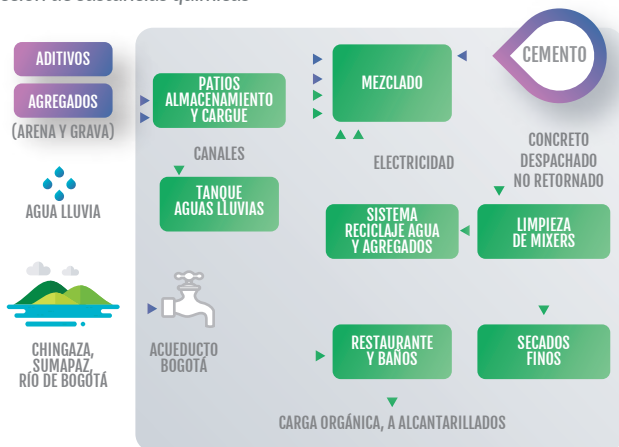 ADITIVOS
AGREGADOS
(ARENA Y GRAVA)
AGUA LLUVIA
CHINGAZA,
SUMAPAZ,
RÍO DE BOGOTÁ
PATIOS
ALMACENAMIENTO
Y CARGUE
CANALES
TANQUE
AGUAS LLUVIAS
ACUEDUCTO
BOGOTÁ
MEZCLADO
ELECTRICIDAD
CEMENTO
CONCRETO
DESPACHADO
NO RETORNADO
SISTEMA
RECICLAJE AGUA
Y AGREGADOS
LIMPIEZA
DE MIXERS
RESTAURANTE
Y BAÑOS
SECADOS
FINOS
CARGA ORGÁNICA, A ALCANTARILLADOS